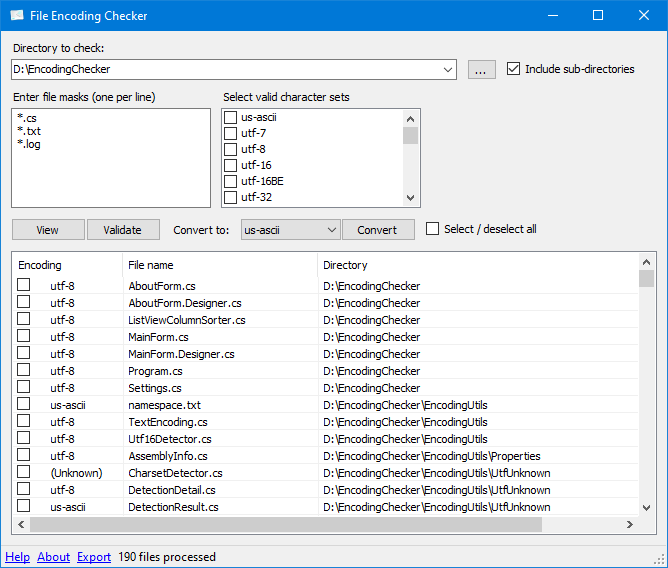 File Encoding Checker
Directory to check:
D:\EncodingChecker
...
Include sub-directories
Enter file masks (one per line)
Select valid character sets
*.cs
*.txt
*.log
us-ascii
utf-7
utf-8
utf-16
utf-16BE
utf-32
View Validate Convert to: us-ascii Convert Select / deselect all
Encoding File name Directory
utf-8 AboutForm.cs D:\EncodingChecker
utf-8 AboutForm.Designer.cs D:\EncodingChecker
utf-8 ListViewColumnSorter.cs D:\EncodingChecker
utf-8 MainForm.cs D:\EncodingChecker
utf-8 MainForm.Designer.cs D:\EncodingChecker
utf-8 Program.cs D:\EncodingChecker
utf-8 Settings.cs D:\EncodingChecker
us-ascii namespace.txt D:\EncodingChecker\EncodingUtils
utf-8 TextEncoding.cs D:\EncodingChecker\EncodingUtils
utf-8 Utf16Detector.cs D:\EncodingChecker\EncodingUtils
utf-8 AssemblyInfo.cs D:\EncodingChecker\EncodingUtils\Properties
(Unknown) CharsetDetector.cs D:\EncodingChecker\EncodingUtils\UtfUnknown
utf-8 DetectionDetail.cs D:\EncodingChecker\EncodingUtils\UtfUnknown
us-ascii DetectionResult.cs D:\EncodingChecker\EncodingUtils\UtfUnknown
Help About Export 190 files processed